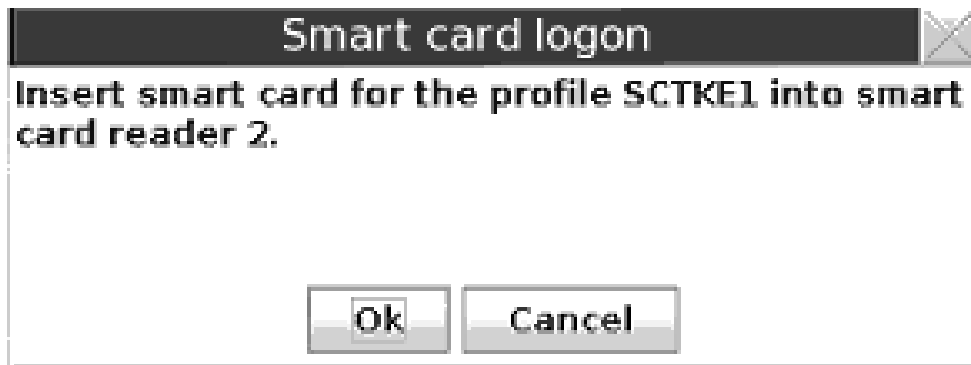 Smart card logon
Insert smart card for the profile SCTKE1 into smart
card reader 2.
Ok
Cancel